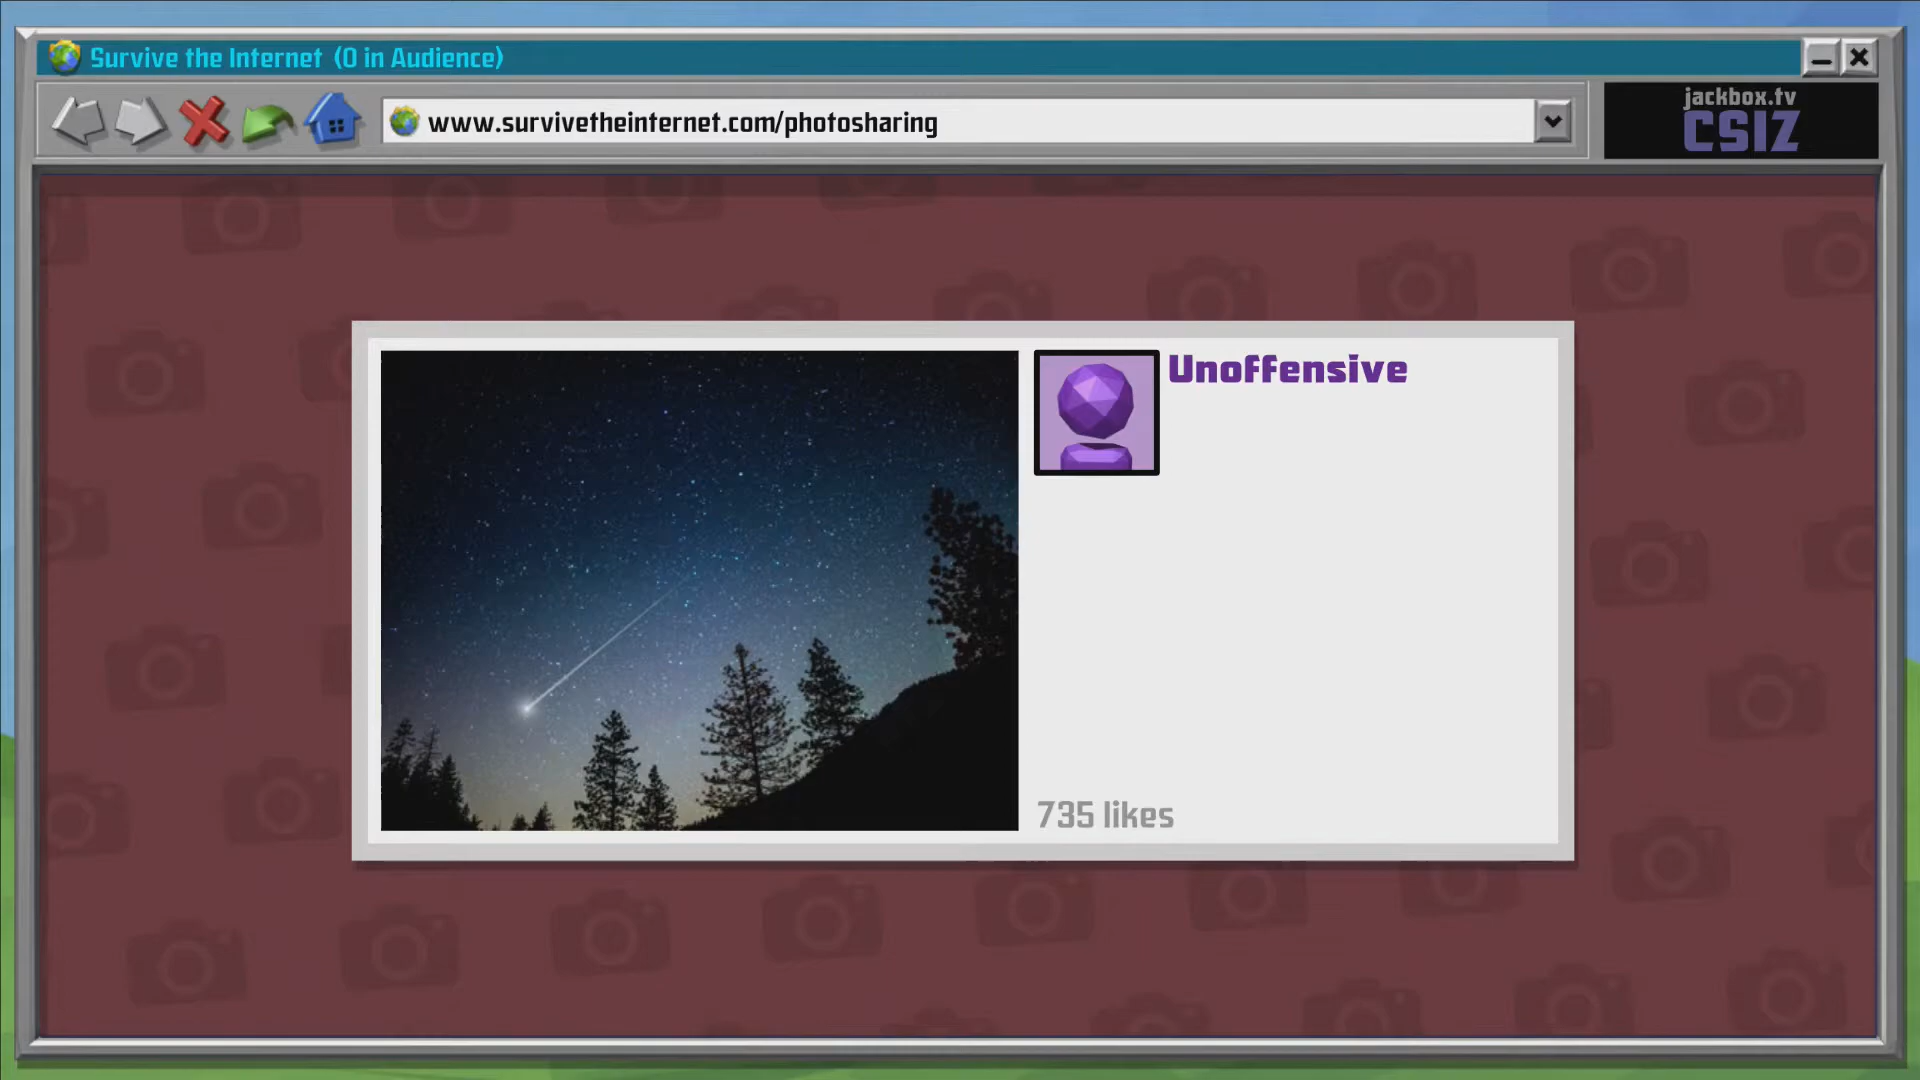 Survive the Internet (0 in Audience)
www.survivetheinternet.com/photosharing
jackbox.tv
CSIZ
Unoffensive
735 likes